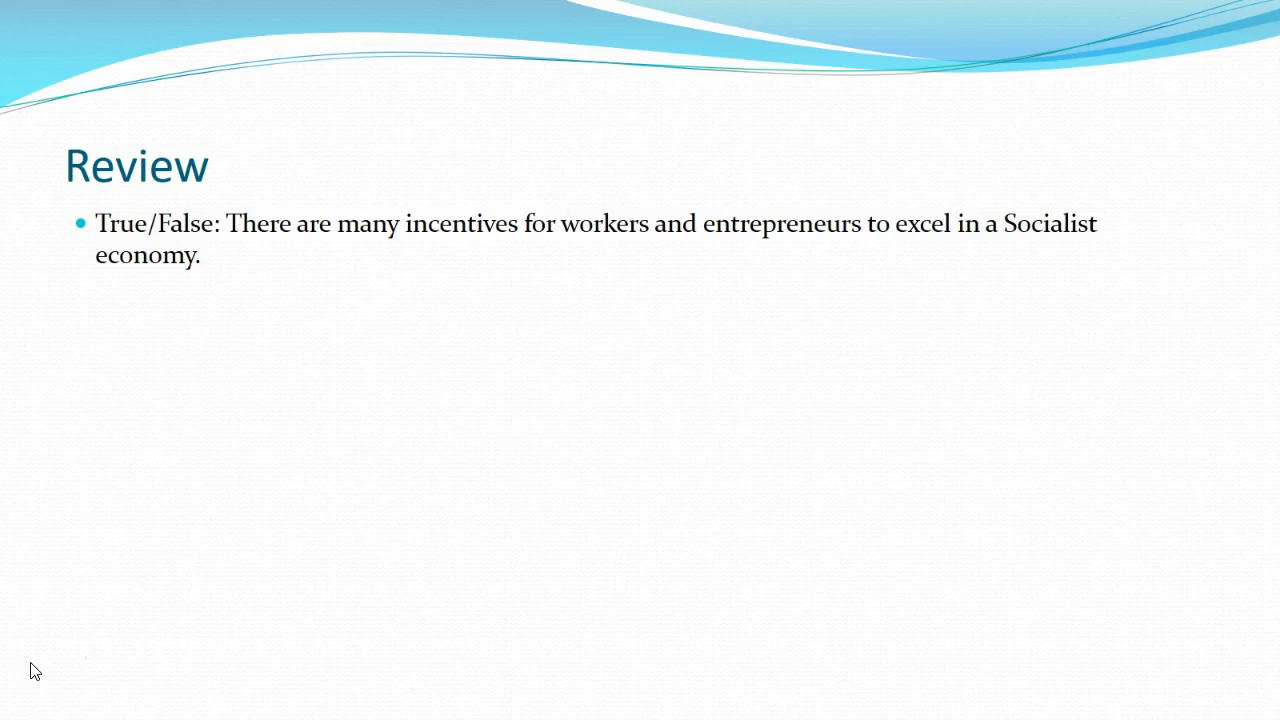 Review
True/False: There are many incentives for workers and entrepreneurs to excel in a Socialist
economy.